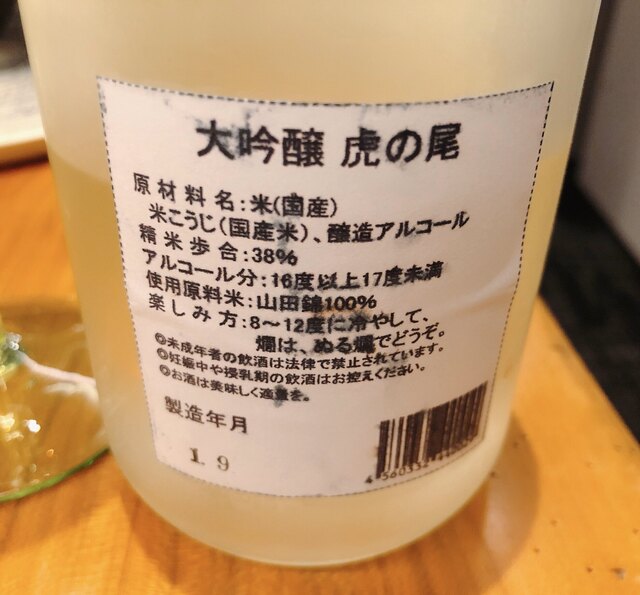 大吟醸 虎の尾
原材料名:米(国産)
米こうじ(国産米)、醸造アルコール
精米歩合:38%
アルコール分:16度以上17度未満
使用原料米:山田錦100%
楽しみ方:8～12度に冷やして、
燗は、ぬる燗でどうぞ。
◎未成年者の飲酒は法律で禁止されています。
◎妊娠中や授乳期の飲酒はお控えください。
◎お酒は美味しく適量を。
製造年月
1. 9